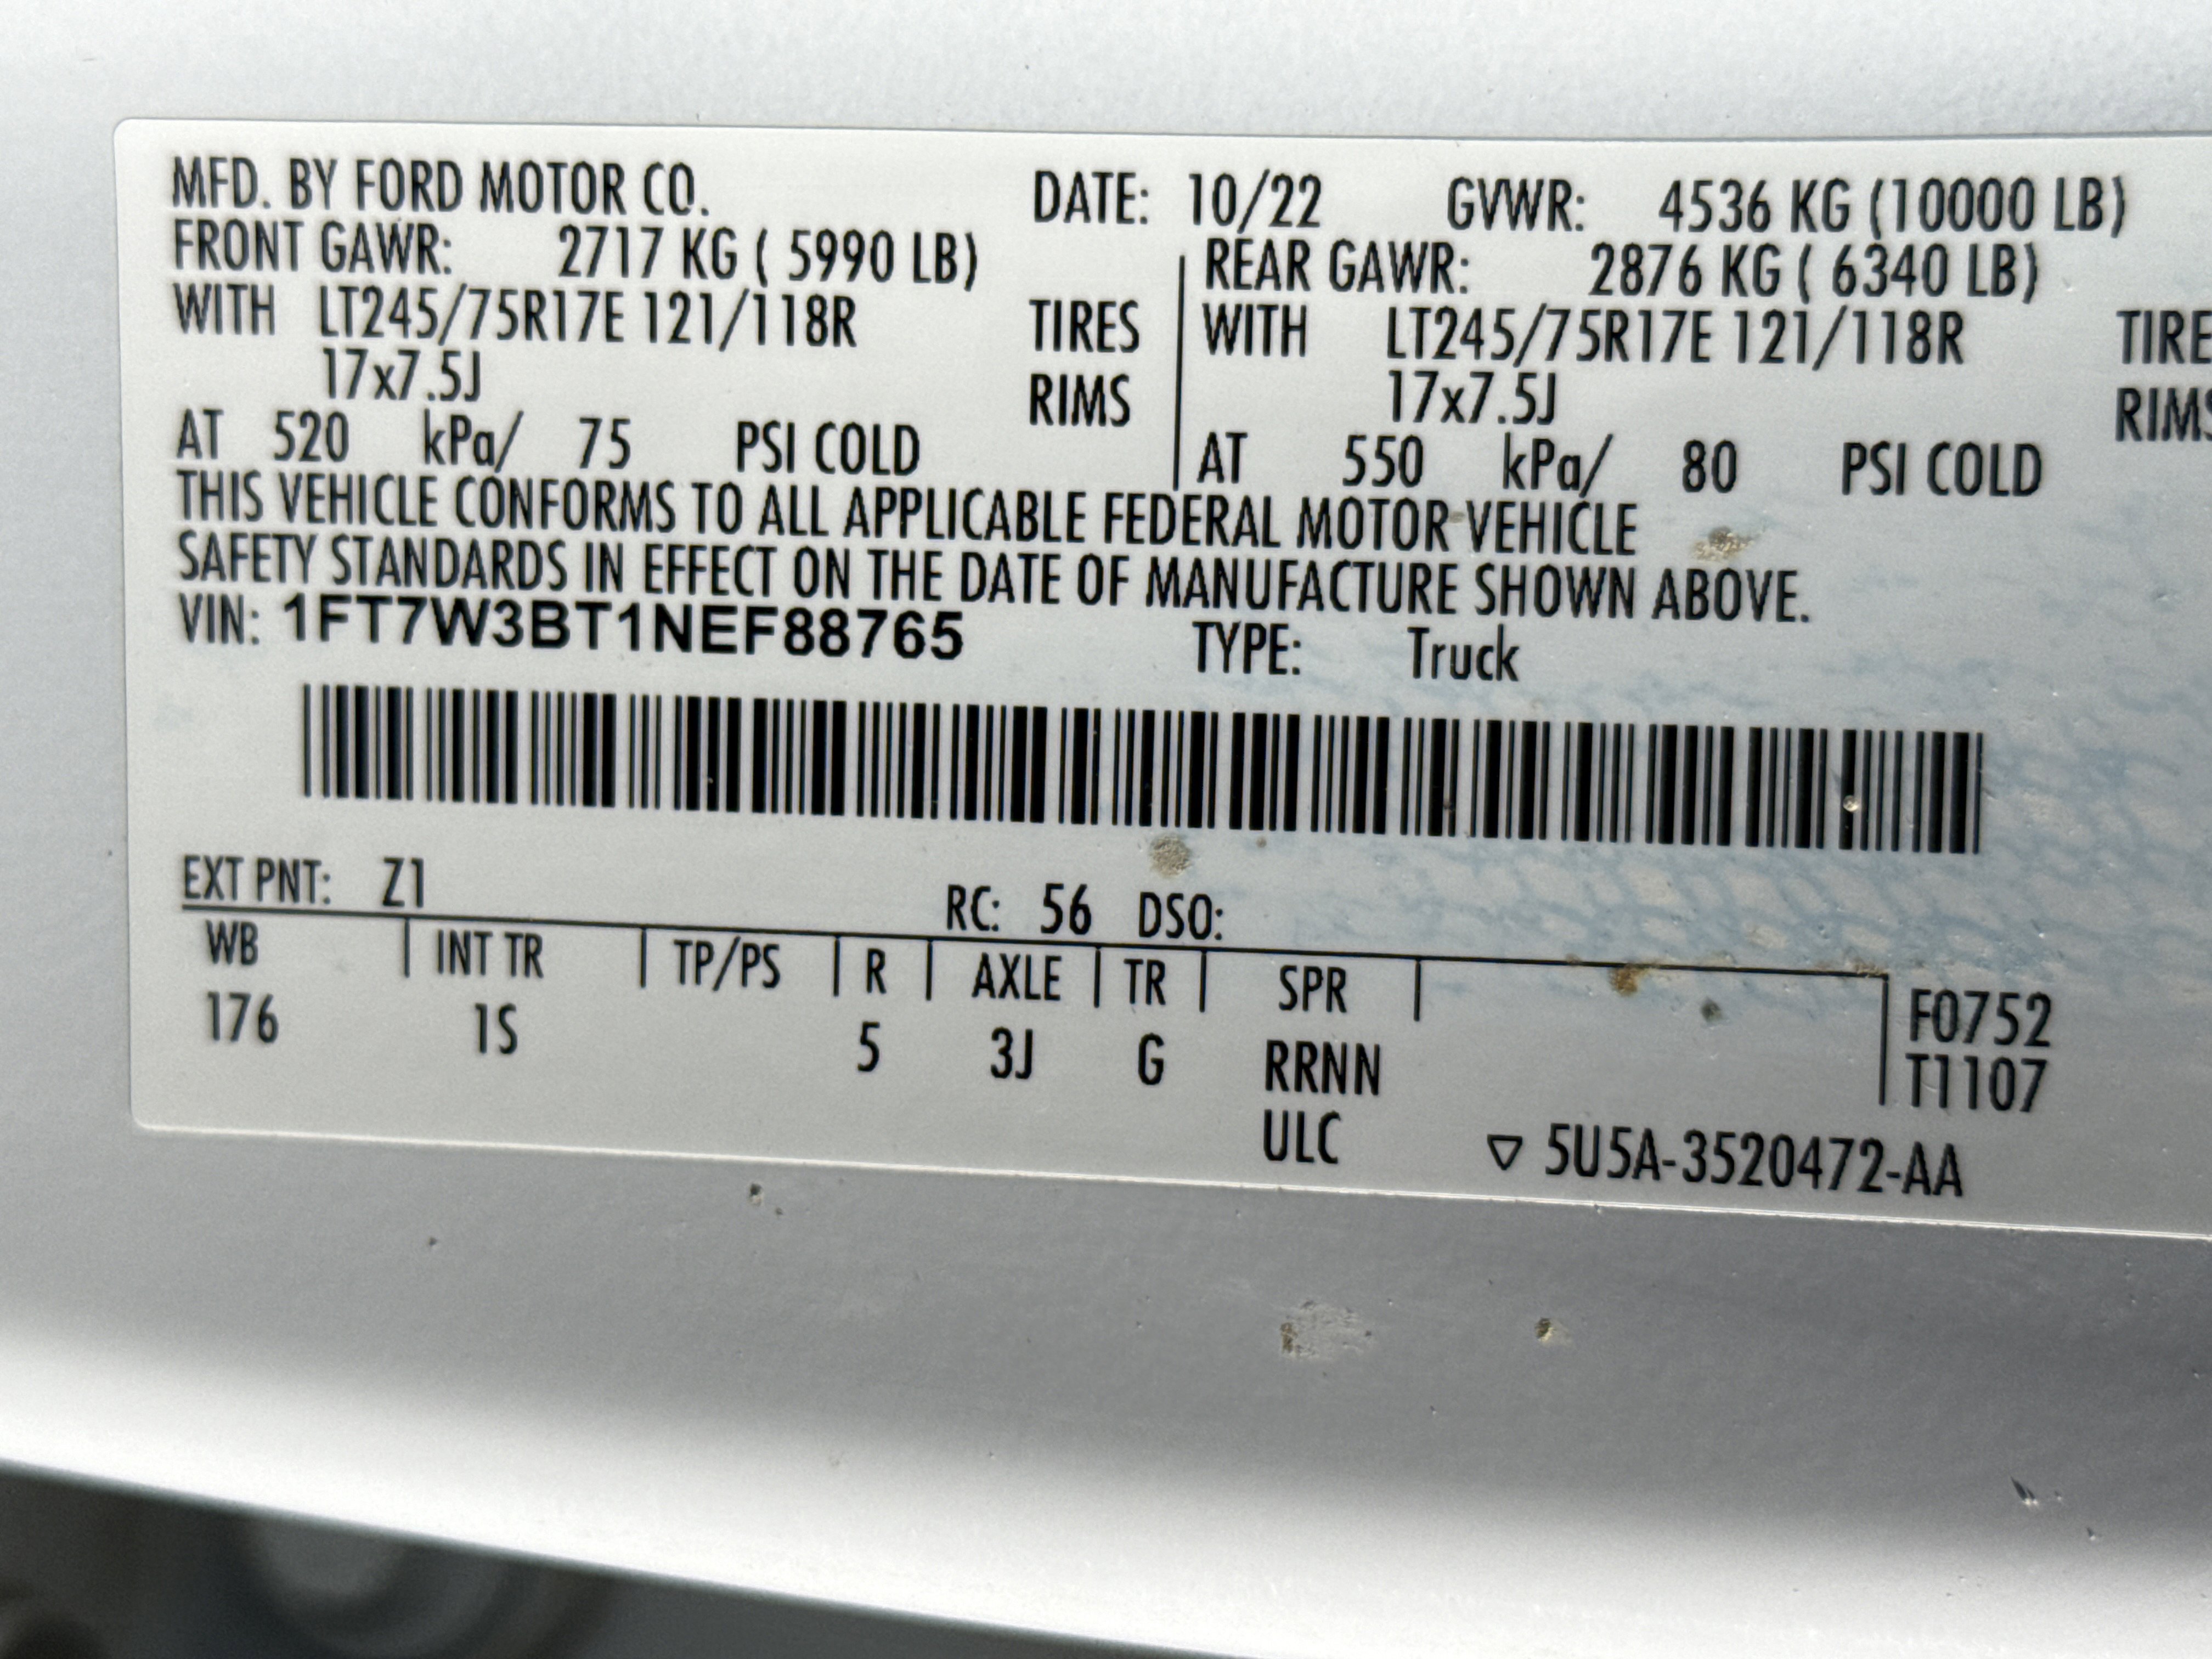 MFD. BY FORD MOTOR CO. DATE: 10/22 GVWR: 4536 KG (10000 LB)
FRONT GAWR: 2717 KG ( 5990 LB) REAR GAWR: 2876 KG ( 6340 LB)
WITH LT245/75R17E 121/118R TIRES WITH LT245/75R17E 121/118R TIRE
17x7.5J RIMS 17x7.5J RIMS
AT 520 kPa/ 75 PSI COLD AT 550 kPa/ 80 PSI COLD
THIS VEHICLE CONFORMS TO ALL APPLICABLE FEDERAL MOTOR VEHICLE
SAFETY STANDARDS IN EFFECT ON THE DATE OF MANUFACTURE SHOWN ABOVE.
VIN: 1FT7W3BT1NEF88765 TYPE: Truck
EXT PNT: Z1 RC: 56 DSO:
WB INT TR TP/PS R AXLE TR SPR F0752
176 1S 5 3J G RRNN T1107
ULC ▽ 5U5A-3520472-AA